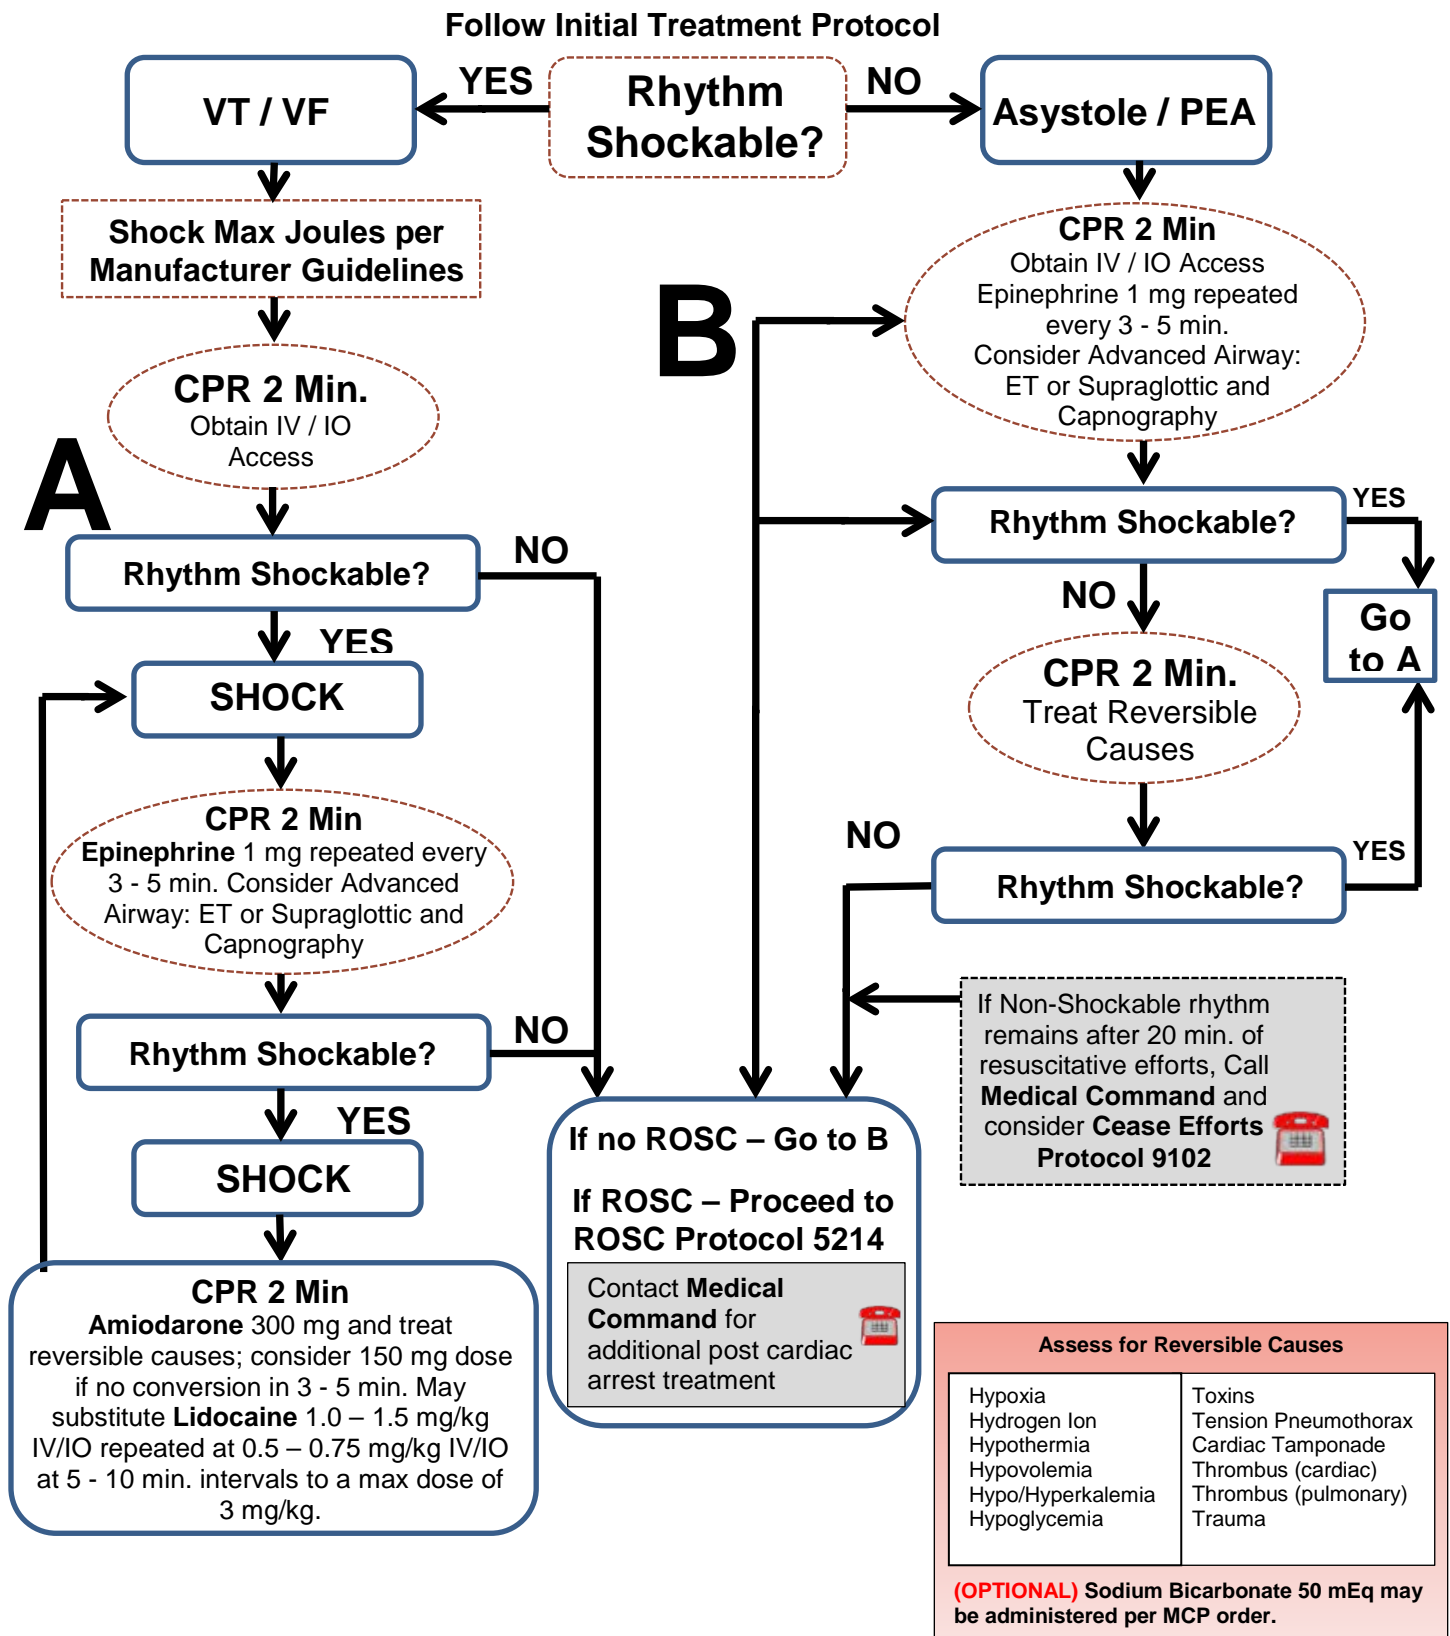 Follow Initial Treatment Protocol
VT / VF
YES
Rhythm
Shockable?
NO
Asystole / PEA
Shock Max Joules per
Manufacturer Guidelines
CPR 2 Min.
Obtain IV / IO
Access
A
Rhythm Shockable?
NO
YES
SHOCK
CPR 2 Min
Epinephrine 1 mg repeated every
3 - 5 min. Consider Advanced
Airway: ET or Supraglottic and
Capnography
Rhythm Shockable?
NO
YES
SHOCK
CPR 2 Min
Amiodarone 300 mg and treat
reversible causes; consider 150 mg dose
if no conversion in 3 - 5 min. May
substitute Lidocaine 1.0 – 1.5 mg/kg
IV/IO repeated at 0.5 – 0.75 mg/kg IV/IO
at 5 - 10 min. intervals to a max dose of
3 mg/kg.
B
CPR 2 Min
Obtain IV / IO Access
Epinephrine 1 mg repeated
every 3 - 5 min.
Consider Advanced Airway:
ET or Supraglottic and
Capnography
Rhythm Shockable?
YES
NO
Go
to A
CPR 2 Min.
Treat Reversible
Causes
NO
Rhythm Shockable?
YES
If Non-Shockable rhythm
remains after 20 min. of
resuscitative efforts, Call
Medical Command and
consider Cease Efforts
Protocol 9102
If no ROSC – Go to B
If ROSC – Proceed to
ROSC Protocol 5214
Contact Medical
Command for
additional post cardiac
arrest treatment
Assess for Reversible Causes
Hypoxia
Hydrogen Ion
Hypothermia
Hypovolemia
Hypo/Hyperkalemia
Hypoglycemia
Toxins
Tension Pneumothorax
Cardiac Tamponade
Thrombus (cardiac)
Thrombus (pulmonary)
Trauma
(OPTIONAL) Sodium Bicarbonate 50 mEq may
be administered per MCP order.